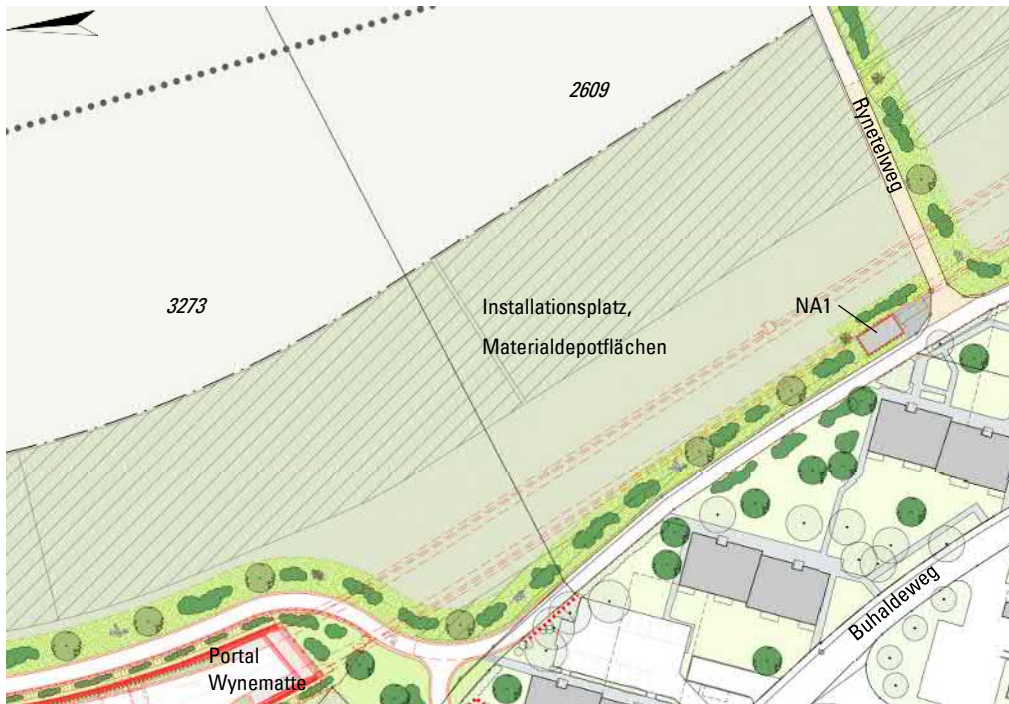 2609
Rynetelweg
3273
Installationsplatz,
Materialdepotflächen
NA1
Buhaldeweg
Portal
Wynematte